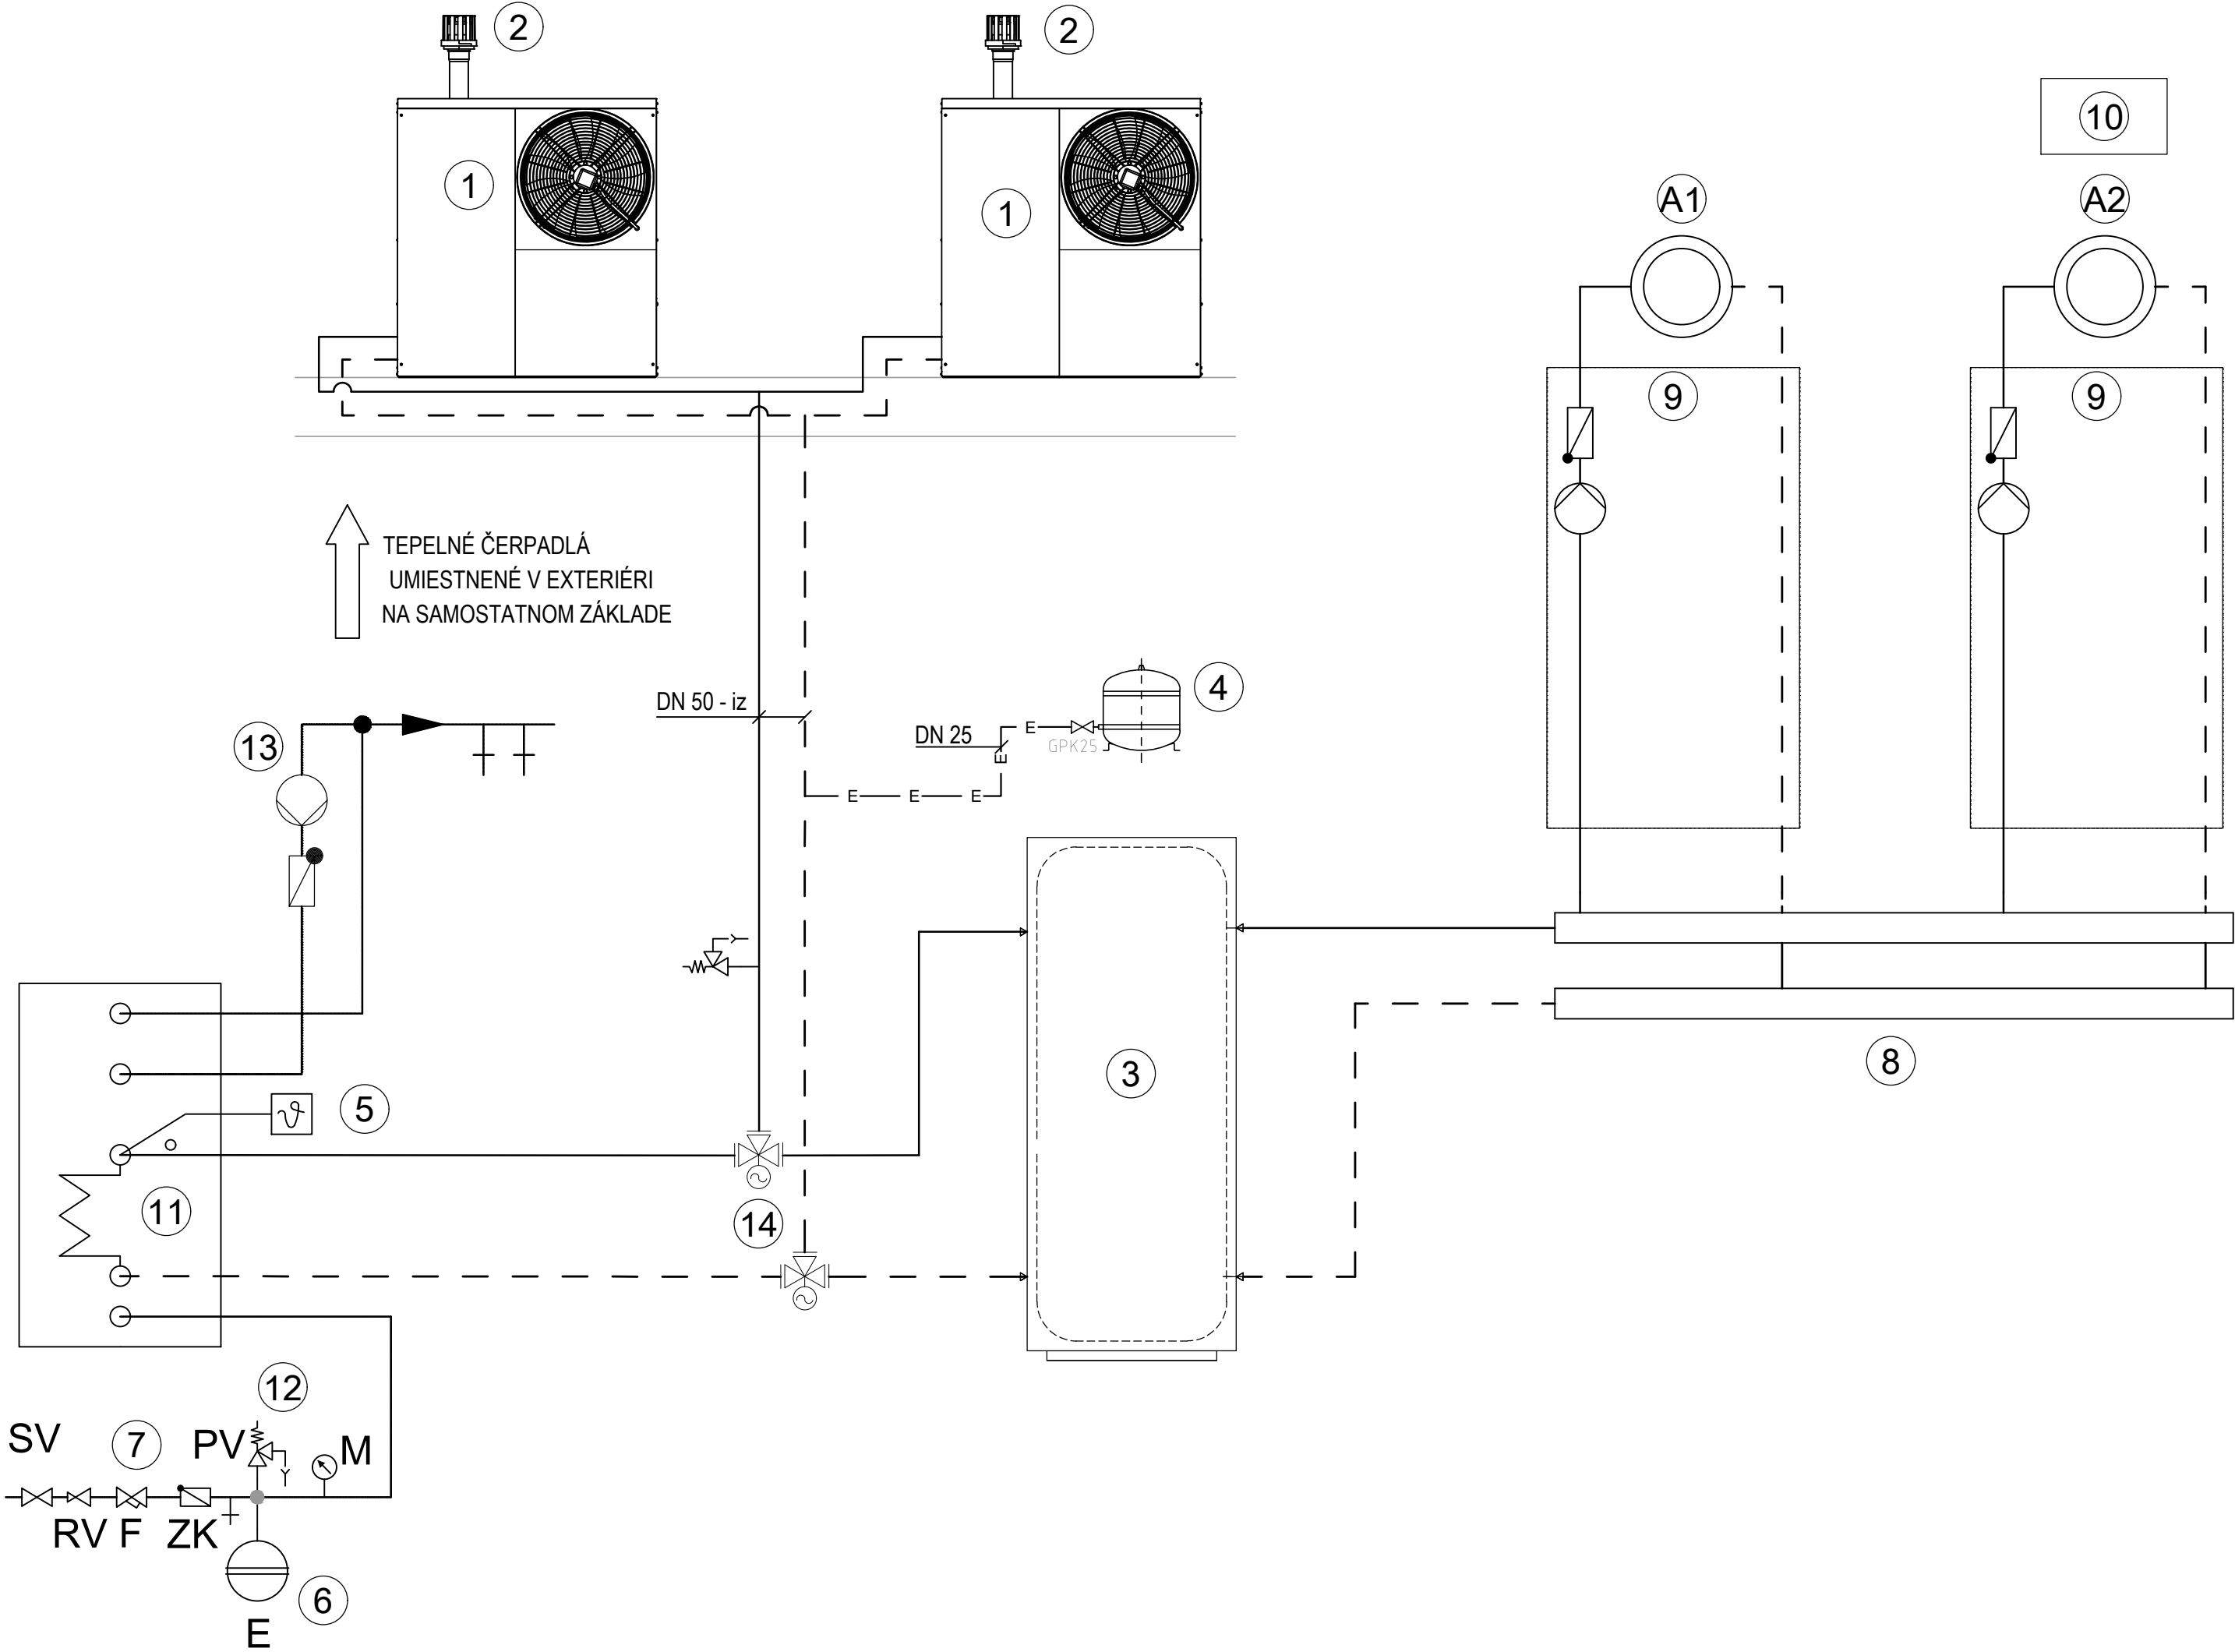 2
2
10
1
1
A1
A2
9
9
TEPELNÉ ČERPADLÁ
UMIESTNENÉ V EXTERIÉRI
NA SAMOSTATNOM ZÁKLADE
DN 50 - iz
4
13
DN 25
E
GPK25
E
E
E
E
3
8
5
11
14
12
SV
7
PV
M
RV F ZK
6
E